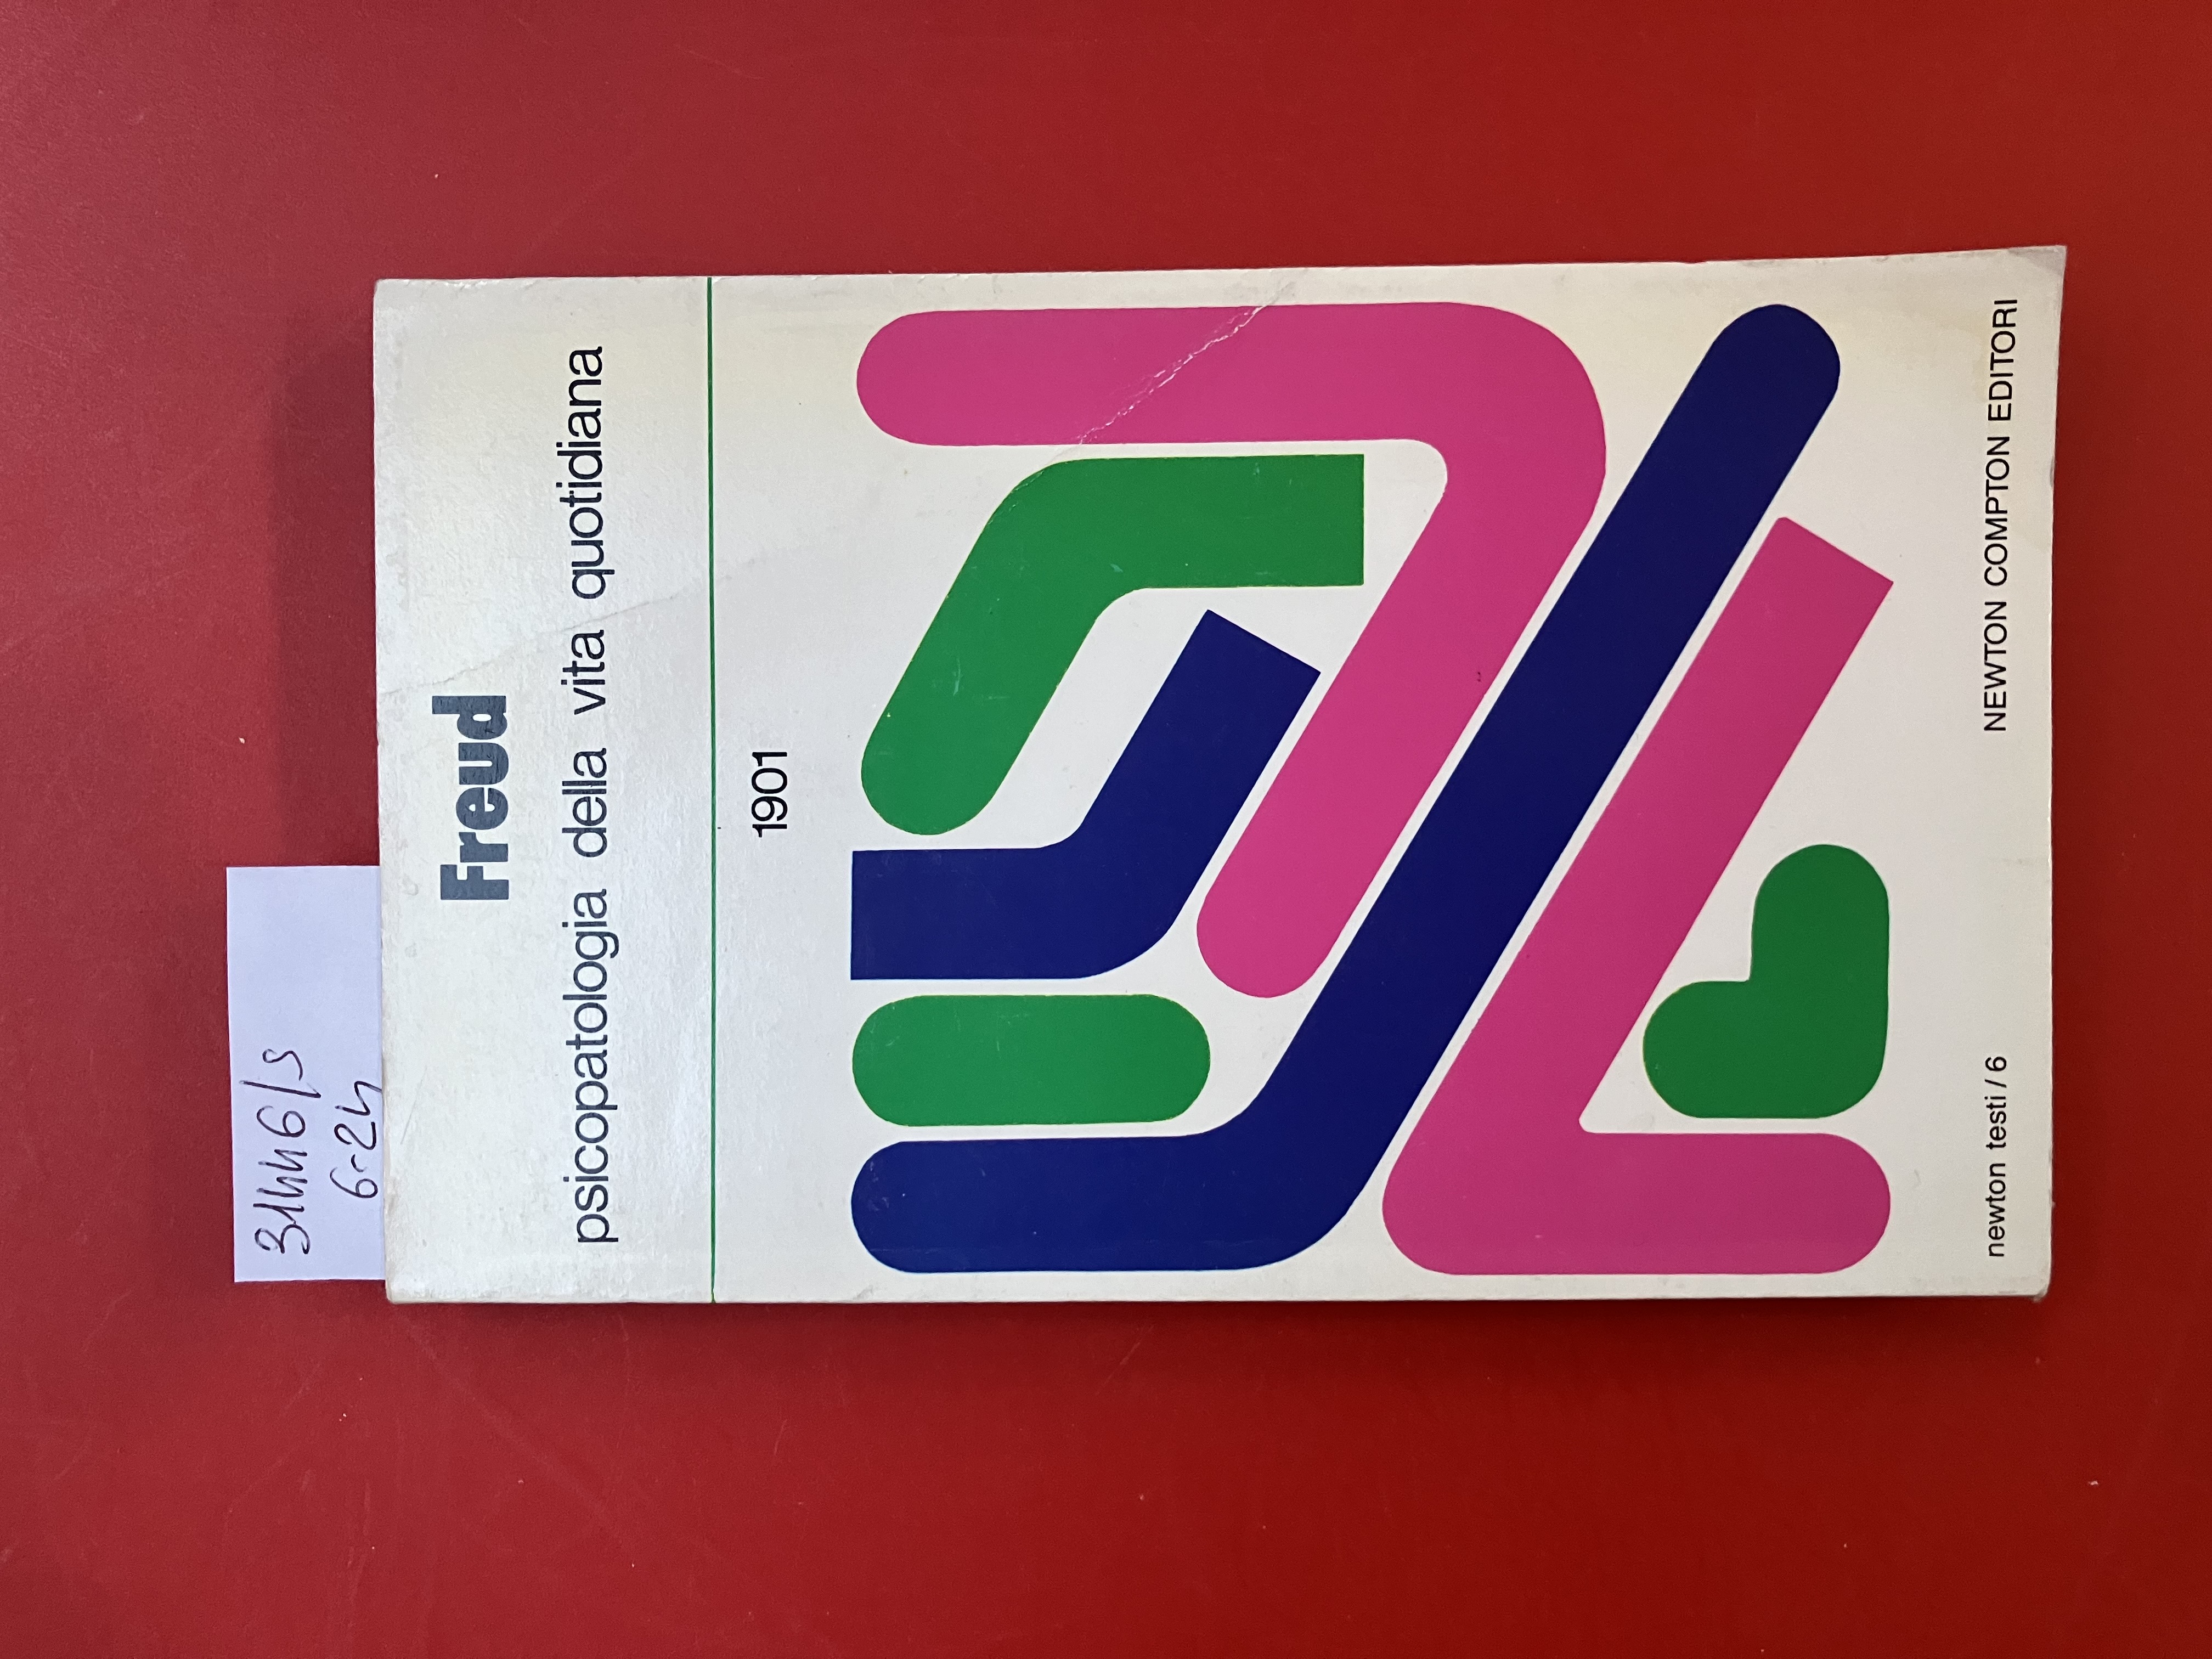 31446/S
6-24
Freud
psicopatologia della vita quotidiana
1901
newton testi / 6
NEWTON COMPTON EDITORI